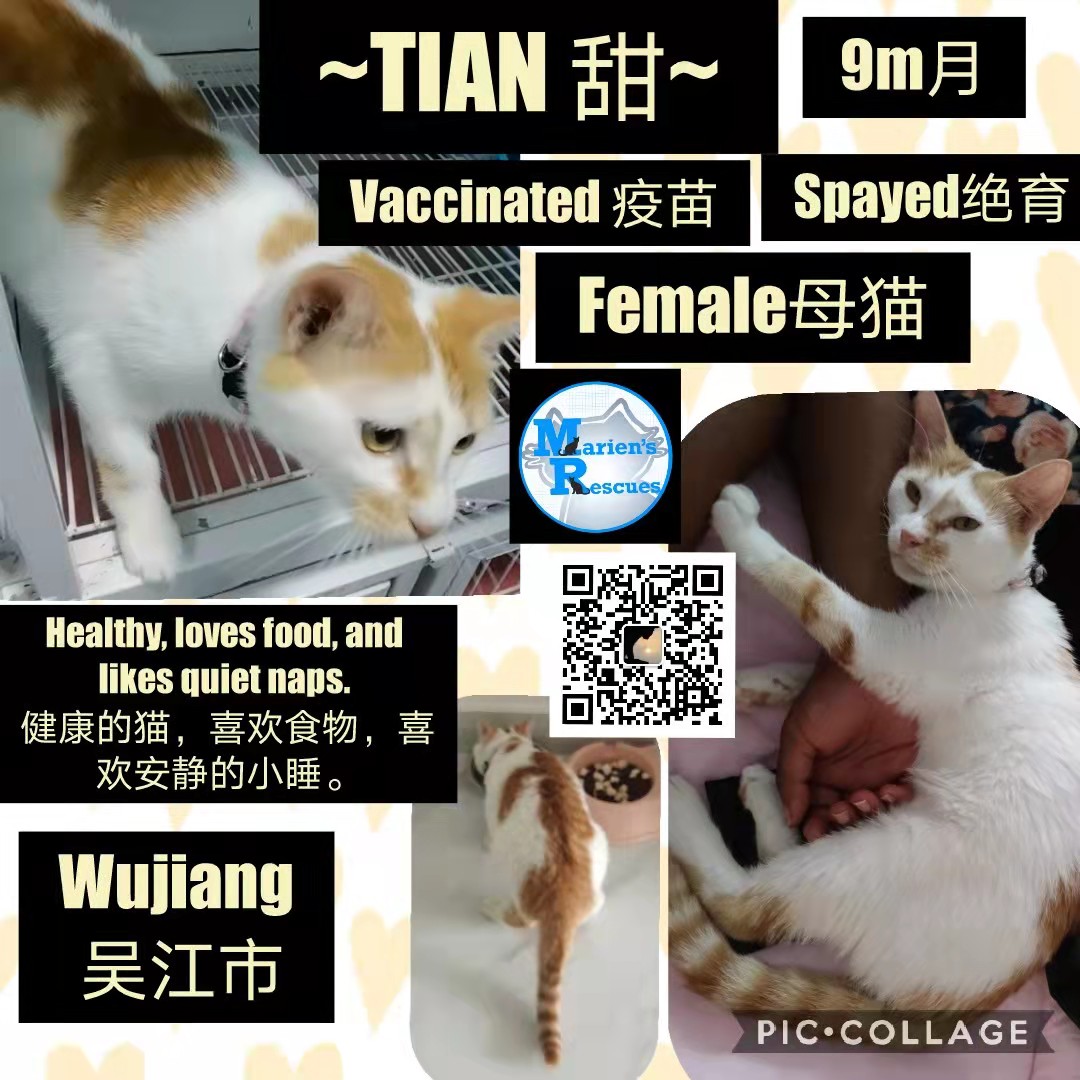 ~TIAN 甜~
9m月
Vaccinated 疫苗
Spayed绝育
Female母猫
Marien's
Rescues
Healthy, loves food, and
likes quiet naps.
健康的猫，喜欢食物，喜
欢安静的小睡。
Wujiang
吴江市
PIC•COLLAGE